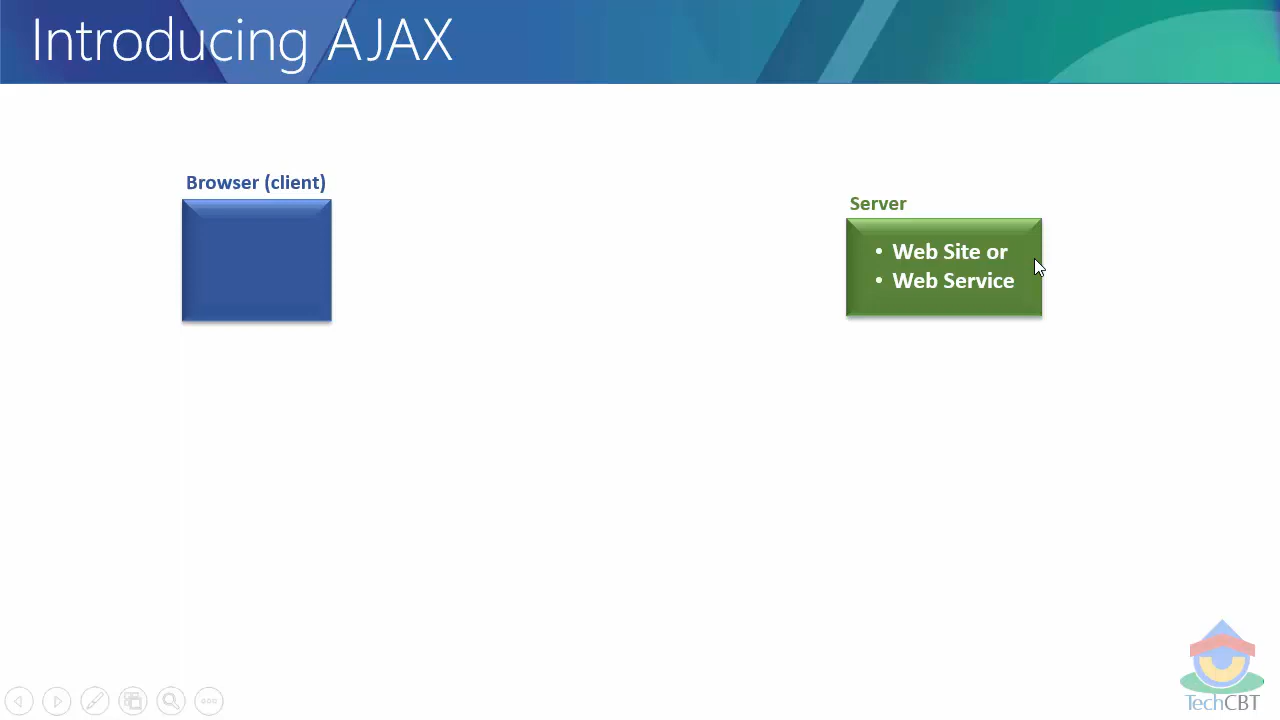 Introducing AJAX
Browser (client)
Server
• Web Site or
• Web Service
TechCBT